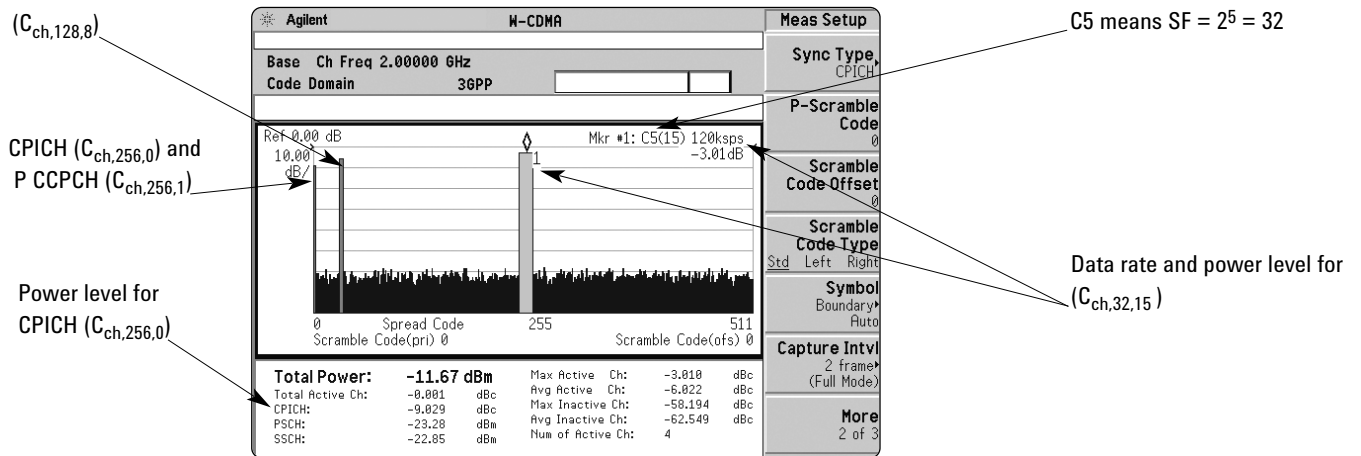 (Cch,128,8)
CPICH (Cch,256,0) and
P CCPCH (Cch,256,1)
Power level for
CPICH (Cch,256,0)
Agilent W-CDMA
Base Ch Freq 2.00000 GHz
Code Domain 3GPP
Ref 0.00 dB
Mkr #1: C5(15) 120ksps
10.00
-3.01dB
dB/
1
0 Spread Code 255 511
Scramble Code(pri) 0 Scramble Code(ofs) 0
Total Power: -11.67 dBm
Total Active Ch: -0.001 dBc
CPICH: -9.029 dBc
PSCH: -23.28 dBm
SSCH: -22.85 dBm
Max Active Ch: -3.010 dBc
Avg Active Ch: -6.022 dBc
Max Inactive Ch: -58.194 dBc
Avg Inactive Ch: -62.549 dBc
Num of Active Ch: 4
Meas Setup
Sync Type
CPICH
P-Scramble
Code
0
Scramble
Code Offset
0
Scramble
Code Type
Std Left Right
Symbol
Boundary
Auto
Capture Intvl
2 frame
(Full Mode)
More
2 of 3
C5 means SF = 2⁵ = 32
Data rate and power level for
(Cch,32,15 )